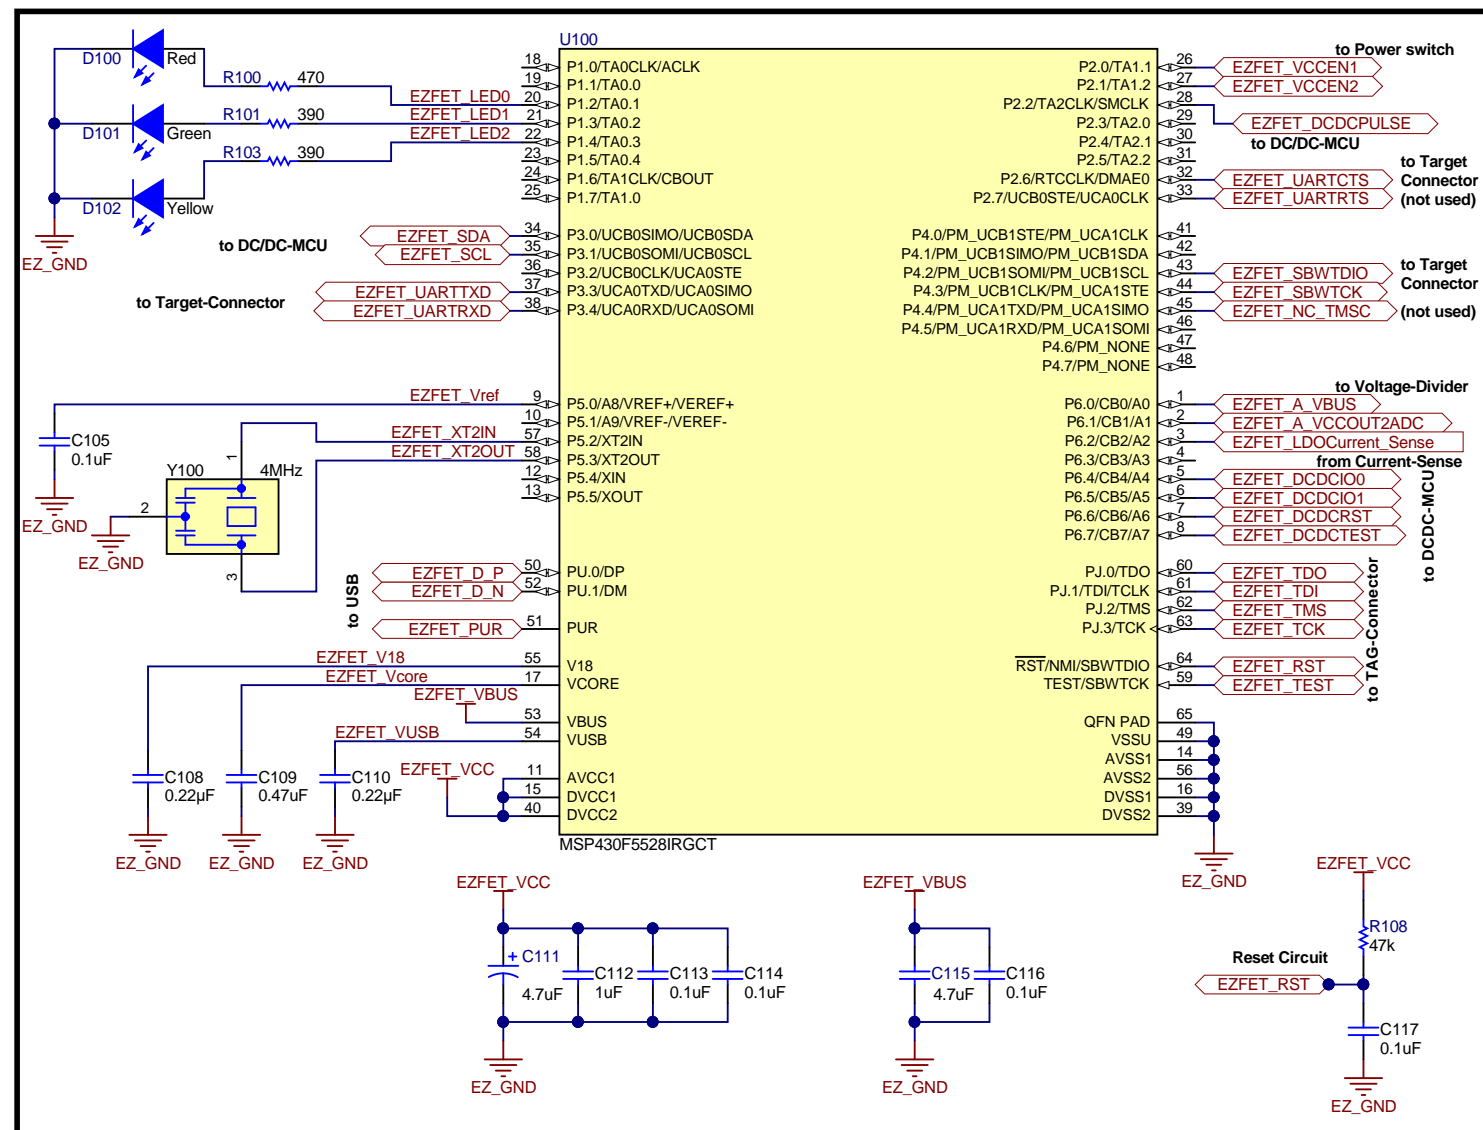 D100
Red
R100
470
D101
Green
R101
390
D102
Yellow
R103
390
EZ_GND
EZFET_LED0
EZFET_LED1
EZFET_LED2
U100
18 P1.0/TA0CLK/ACLK
19 P1.1/TA0.0
20 P1.2/TA0.1
21 P1.3/TA0.2
22 P1.4/TA0.3
23 P1.5/TA0.4
24 P1.6/TA1CLK/CBOUT
25 P1.7/TA1.0
to DC/DC-MCU
EZFET_SDA 34 P3.0/UCB0SIMO/UCB0SDA
EZFET_SCL 35 P3.1/UCB0SOMI/UCB0SCL
36 P3.2/UCB0CLK/UCA0STE
to Target-Connector
EZFET_UARTTXD 37 P3.3/UCA0TXD/UCA0SIMO
EZFET_UARTRXD 38 P3.4/UCA0RXD/UCA0SOMI
EZFET_Vref 9 P5.0/A8/VREF+/VEREF+
10 P5.1/A9/VREF-/VEREF-
EZFET_XT2IN 57 P5.2/XT2IN
EZFET_XT2OUT 58 P5.3/XT2OUT
12 P5.4/XIN
13 P5.5/XOUT
C105
0.1uF
EZ_GND
Y100
4MHz
1
2
3
EZ_GND
to USB
EZFET_D_P 50 PU.0/DP
EZFET_D_N 52 PU.1/DM
EZFET_PUR 51 PUR
EZFET_V18 55 V18
EZFET_Vcore 17 VCORE
EZFET_VBUS 53 VBUS
EZFET_VUSB 54 VUSB
EZFET_VCC 11 AVCC1
15 DVCC1
40 DVCC2
C108
0.22µF
EZ_GND
C109
0.47uF
EZ_GND
C110
0.22µF
EZ_GND
MSP430F5528IRGCT
to Power switch
P2.0/TA1.1 26 EZFET_VCCEN1
P2.1/TA1.2 27 EZFET_VCCEN2
P2.2/TA2CLK/SMCLK 28
P2.3/TA2.0 29 EZFET_DCDCPULSE
P2.4/TA2.1 30
to DC/DC-MCU
P2.5/TA2.2 31
P2.6/RTCCLK/DMAE0 32 EZFET_UARTCTS
P2.7/UCB0STE/UCA0CLK 33 EZFET_UARTRTS
to Target
Connector
(not used)
P4.0/PM_UCB1STE/PM_UCA1CLK 41
P4.1/PM_UCB1SIMO/PM_UCB1SDA 42
P4.2/PM_UCB1SOMI/PM_UCB1SCL 43 EZFET_SBWTDIO
P4.3/PM_UCB1CLK/PM_UCA1STE 44 EZFET_SBWTCK
P4.4/PM_UCA1TXD/PM_UCA1SIMO 45 EZFET_NC_TMSC
P4.5/PM_UCA1RXD/PM_UCA1SOMI 46
P4.6/PM_NONE 47
P4.7/PM_NONE 48
to Target
Connector
(not used)
to Voltage-Divider
P6.0/CB0/A0 1 EZFET_A_VBUS
P6.1/CB1/A1 2 EZFET_A_VCCOUT2ADC
P6.2/CB2/A2 3 EZFET_LDOCurrent_Sense
P6.3/CB3/A3 4
from Current-Sense
P6.4/CB4/A4 5 EZFET_DCDCIO0
P6.5/CB5/A5 6 EZFET_DCDCIO1
P6.6/CB6/A6 7 EZFET_DCDCRST
P6.7/CB7/A7 8 EZFET_DCDCTEST
to DCDC-MCU
PJ.0/TDO 60 EZFET_TDO
PJ.1/TDI/TCLK 61 EZFET_TDI
PJ.2/TMS 62 EZFET_TMS
PJ.3/TCK 63 EZFET_TCK
RST/NMI/SBWTDIO 64 EZFET_RST
TEST/SBWTCK 59 EZFET_TEST
to TAG-Connector
QFN PAD 65
VSSU 49
AVSS1 14
AVSS2 56
DVSS1 16
DVSS2 39
EZ_GND
EZFET_VCC
+ C111
4.7uF
C112
1uF
C113
0.1uF
C114
0.1uF
EZ_GND
EZFET_VBUS
C115
4.7uF
C116
0.1uF
EZ_GND
EZFET_VCC
R108
47k
Reset Circuit
EZFET_RST
C117
0.1uF
EZ_GND